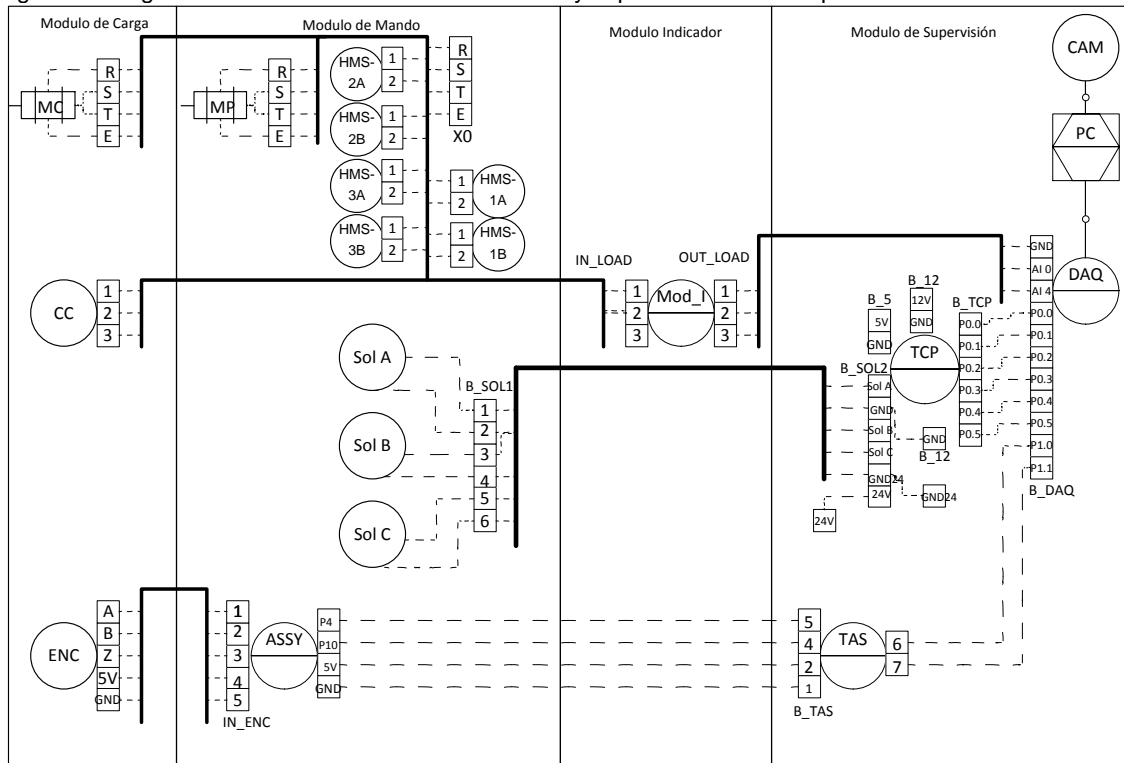 Modulo de Carga
Modulo de Mando
Modulo Indicador
Modulo de Supervisión
MC
R
S
T
E
MP
R
S
T
E
HMS-
2A
1
2
HMS-
2B
1
2
HMS-
3A
1
2
HMS-
3B
1
2
R
S
T
E
X0
1
2
HMS-
1A
1
2
HMS-
1B
CAM
PC
DAQ
GND
AI 0
AI 4
P0.0
P0.1
P0.2
P0.3
P0.4
P0.5
P1.0
P1.1
B_DAQ
CC
1
2
3
IN_LOAD
1
2
3
Mod_I
OUT_LOAD
1
2
3
B_5
5V
GND
B_12
12V
GND
B_TCP
P0.0
P0.1
P0.2
P0.3
P0.4
P0.5
TCP
B_SOL2
Sol A
GND
Sol B
Sol C
GND24
24V
GND
B_12
GND24
24V
Sol A
Sol B
Sol C
B_SOL1
1
2
3
4
5
6
ENC
A
B
Z
5V
GND
1
2
3
4
5
IN_ENC
ASSY
P4
P10
5V
GND
5
4
2
1
B_TAS
TAS
6
7